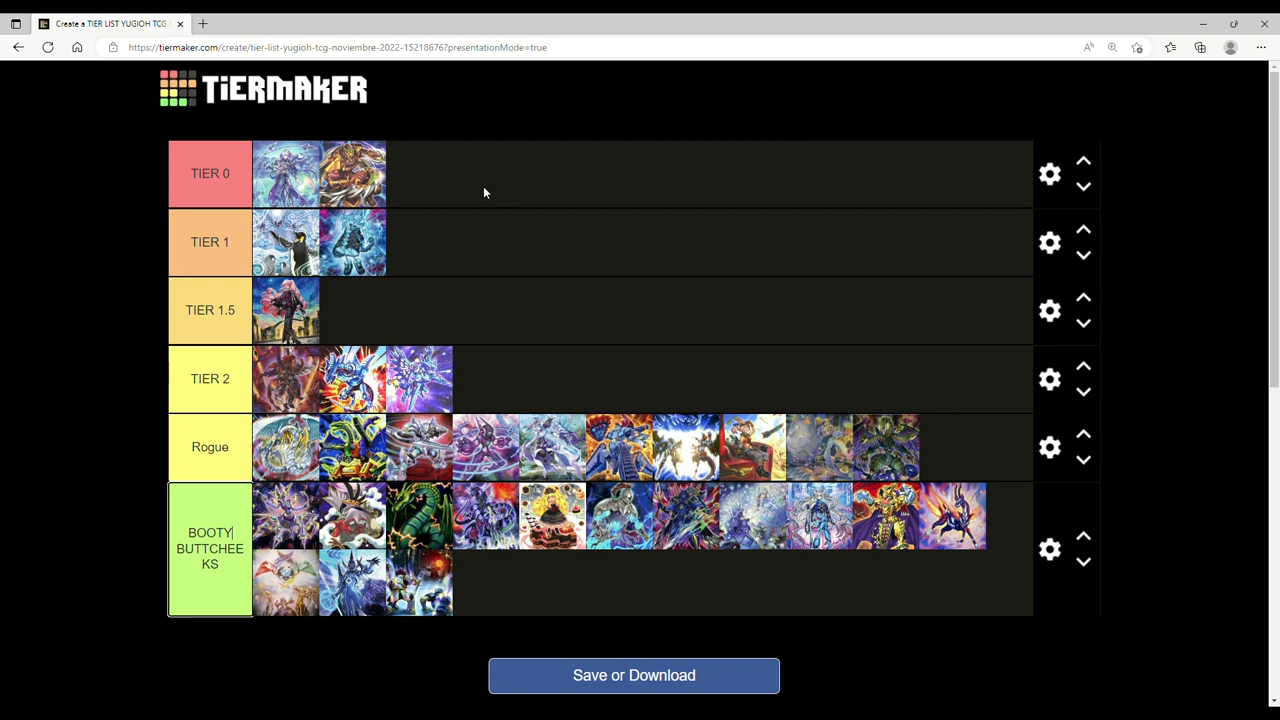 Create a TIER LIST YUGIOH TCG
https://tiermaker.com/create/tier-list-yugioh-tcg-noviembre-2022-15218676?presentationMode=true
TiERMAKER
TIER 0
TIER 1
TIER 1.5
TIER 2
Rogue
BOOTY
BUTTCHEE
KS
Save or Download